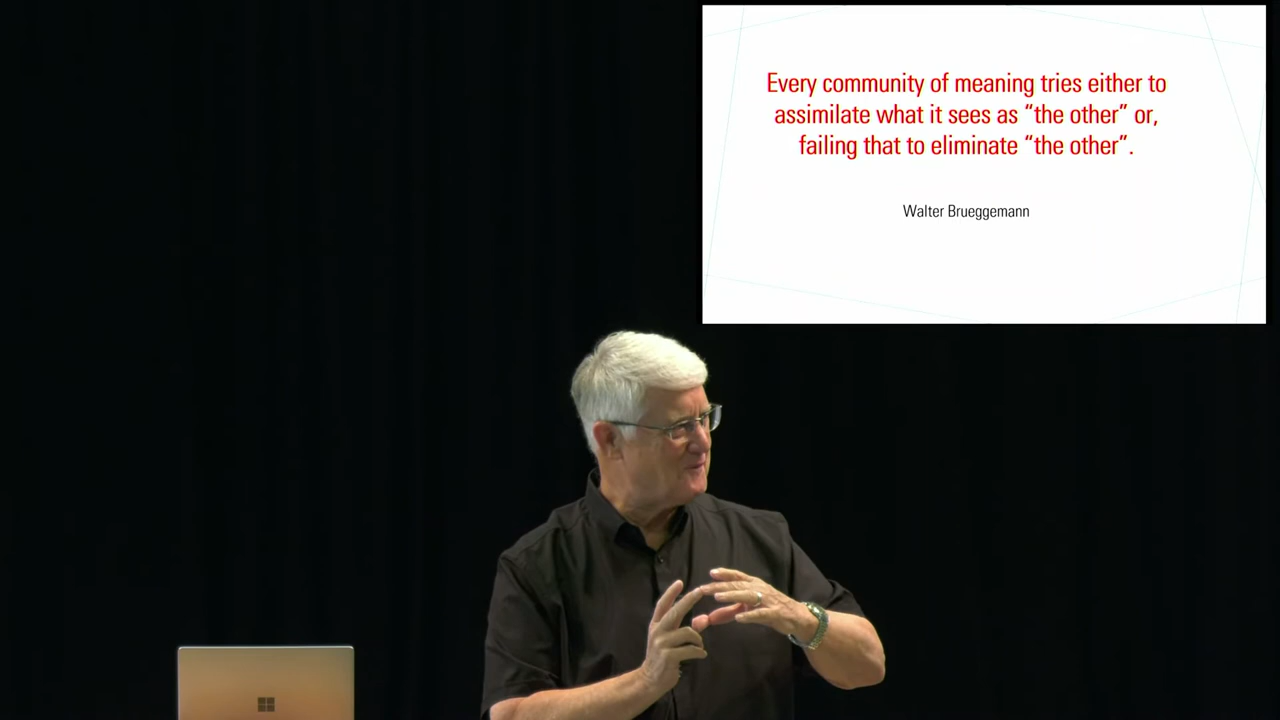 Every community of meaning tries either to
assimilate what it sees as “the other” or,
failing that to eliminate “the other”.
Walter Brueggemann